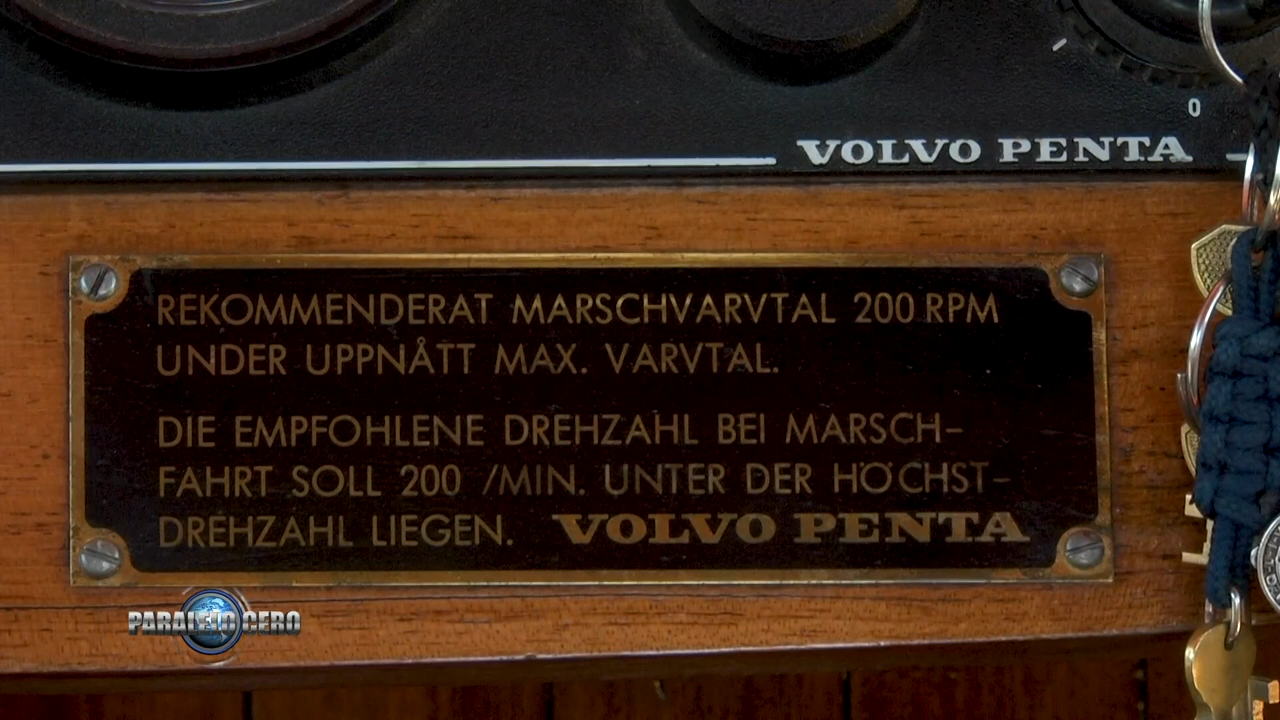 0
VOLVO PENTA
REKOMMENDERAT MARSCHVARVTAL 200 RPM
UNDER UPPNÅTT MAX. VARVTAL.
DIE EMPFOHLENE DREHZAHL BEI MARSCH-
FAHRT SOLL 200 /MIN. UNTER DER HÖCHST-
DREHZAHL LIEGEN. VOLVO PENTA
PARALELO CERO